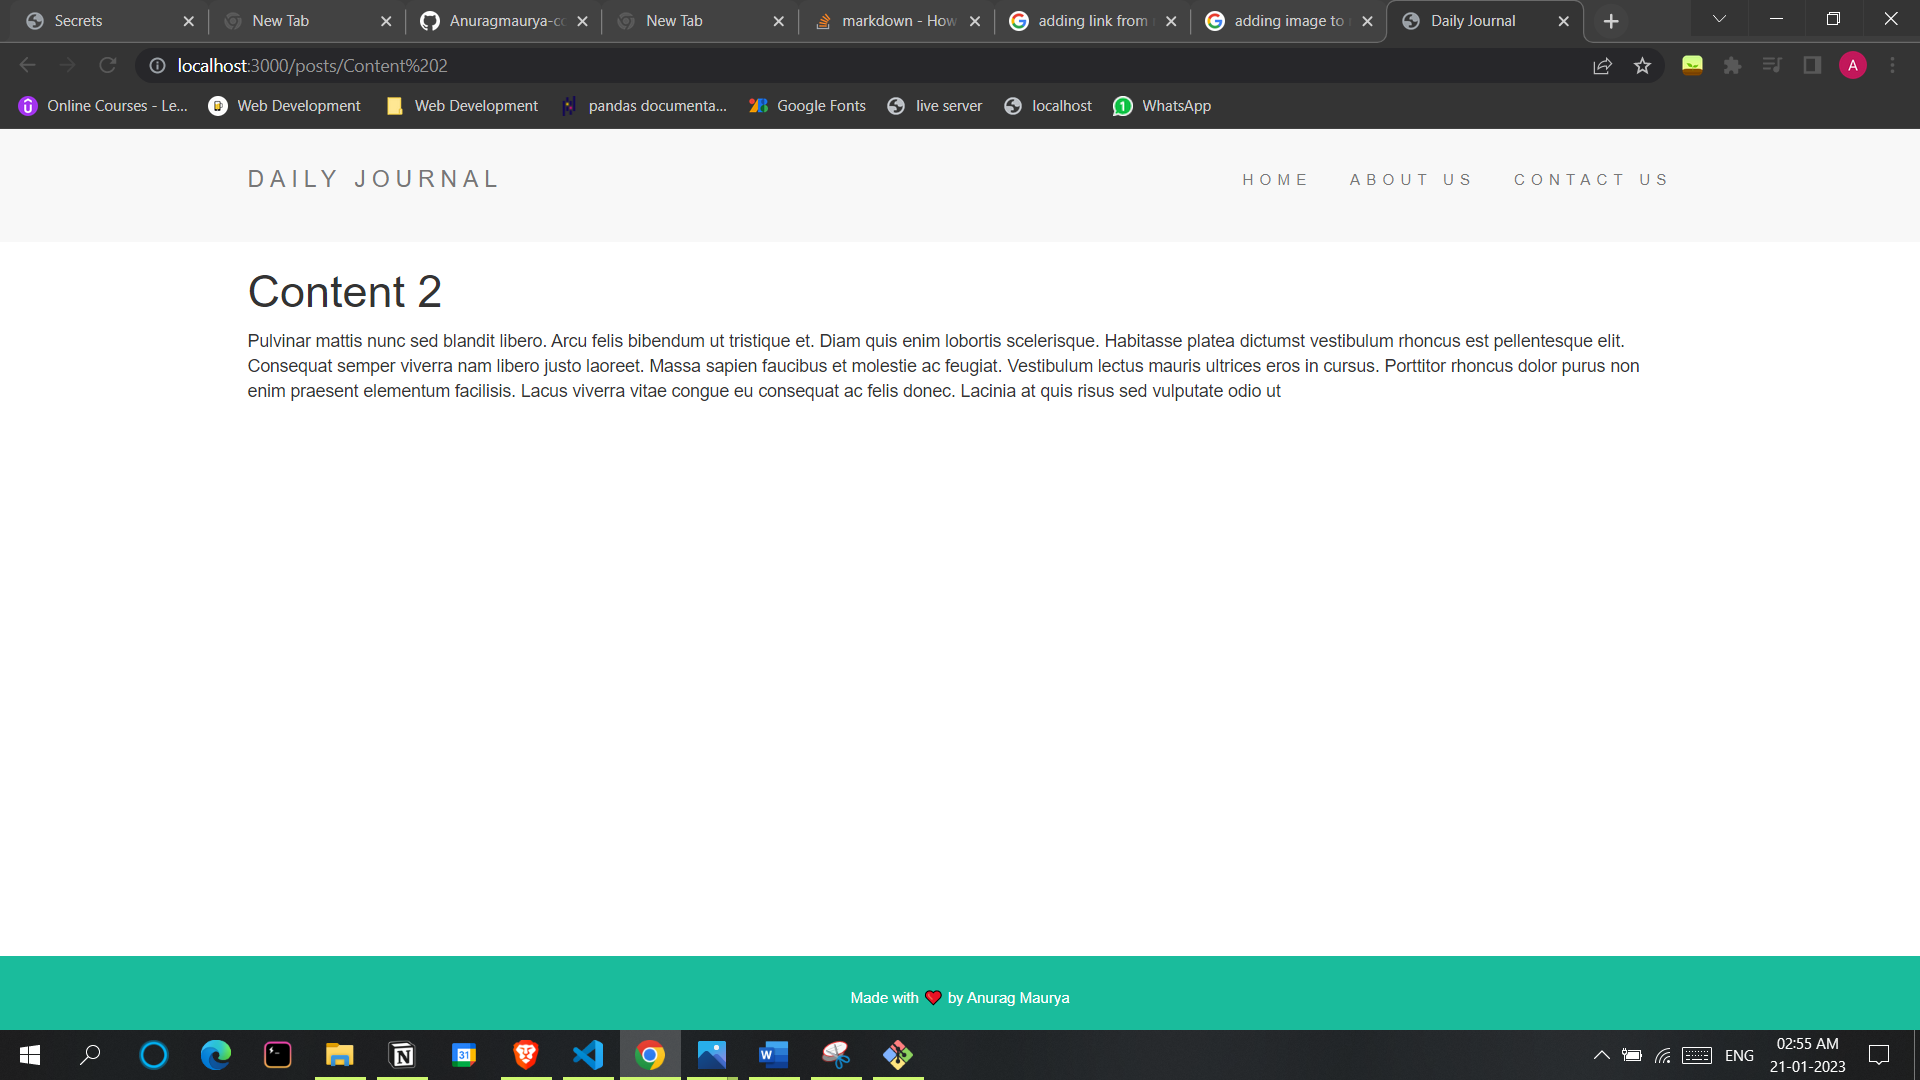 Secrets
New Tab
Anuragmaurya-co
New Tab
markdown - How
adding link from
adding image to
Daily Journal
localhost:3000/posts/Content%202
A
Online Courses - Le...
Web Development
Web Development
pandas documenta...
Google Fonts
live server
localhost
1
WhatsApp
DAILY JOURNAL
HOME
ABOUT US
CONTACT US
Content 2
Pulvinar mattis nunc sed blandit libero. Arcu felis bibendum ut tristique et. Diam quis enim lobortis scelerisque. Habitasse platea dictumst vestibulum rhoncus est pellentesque elit.
Consequat semper viverra nam libero justo laoreet. Massa sapien faucibus et molestie ac feugiat. Vestibulum lectus mauris ultrices eros in cursus. Porttitor rhoncus dolor purus non
enim praesent elementum facilisis. Lacus viverra vitae congue eu consequat ac felis donec. Lacinia at quis risus sed vulputate odio ut
Made with ❤ by Anurag Maurya
31
ENG
02:55 AM
21-01-2023